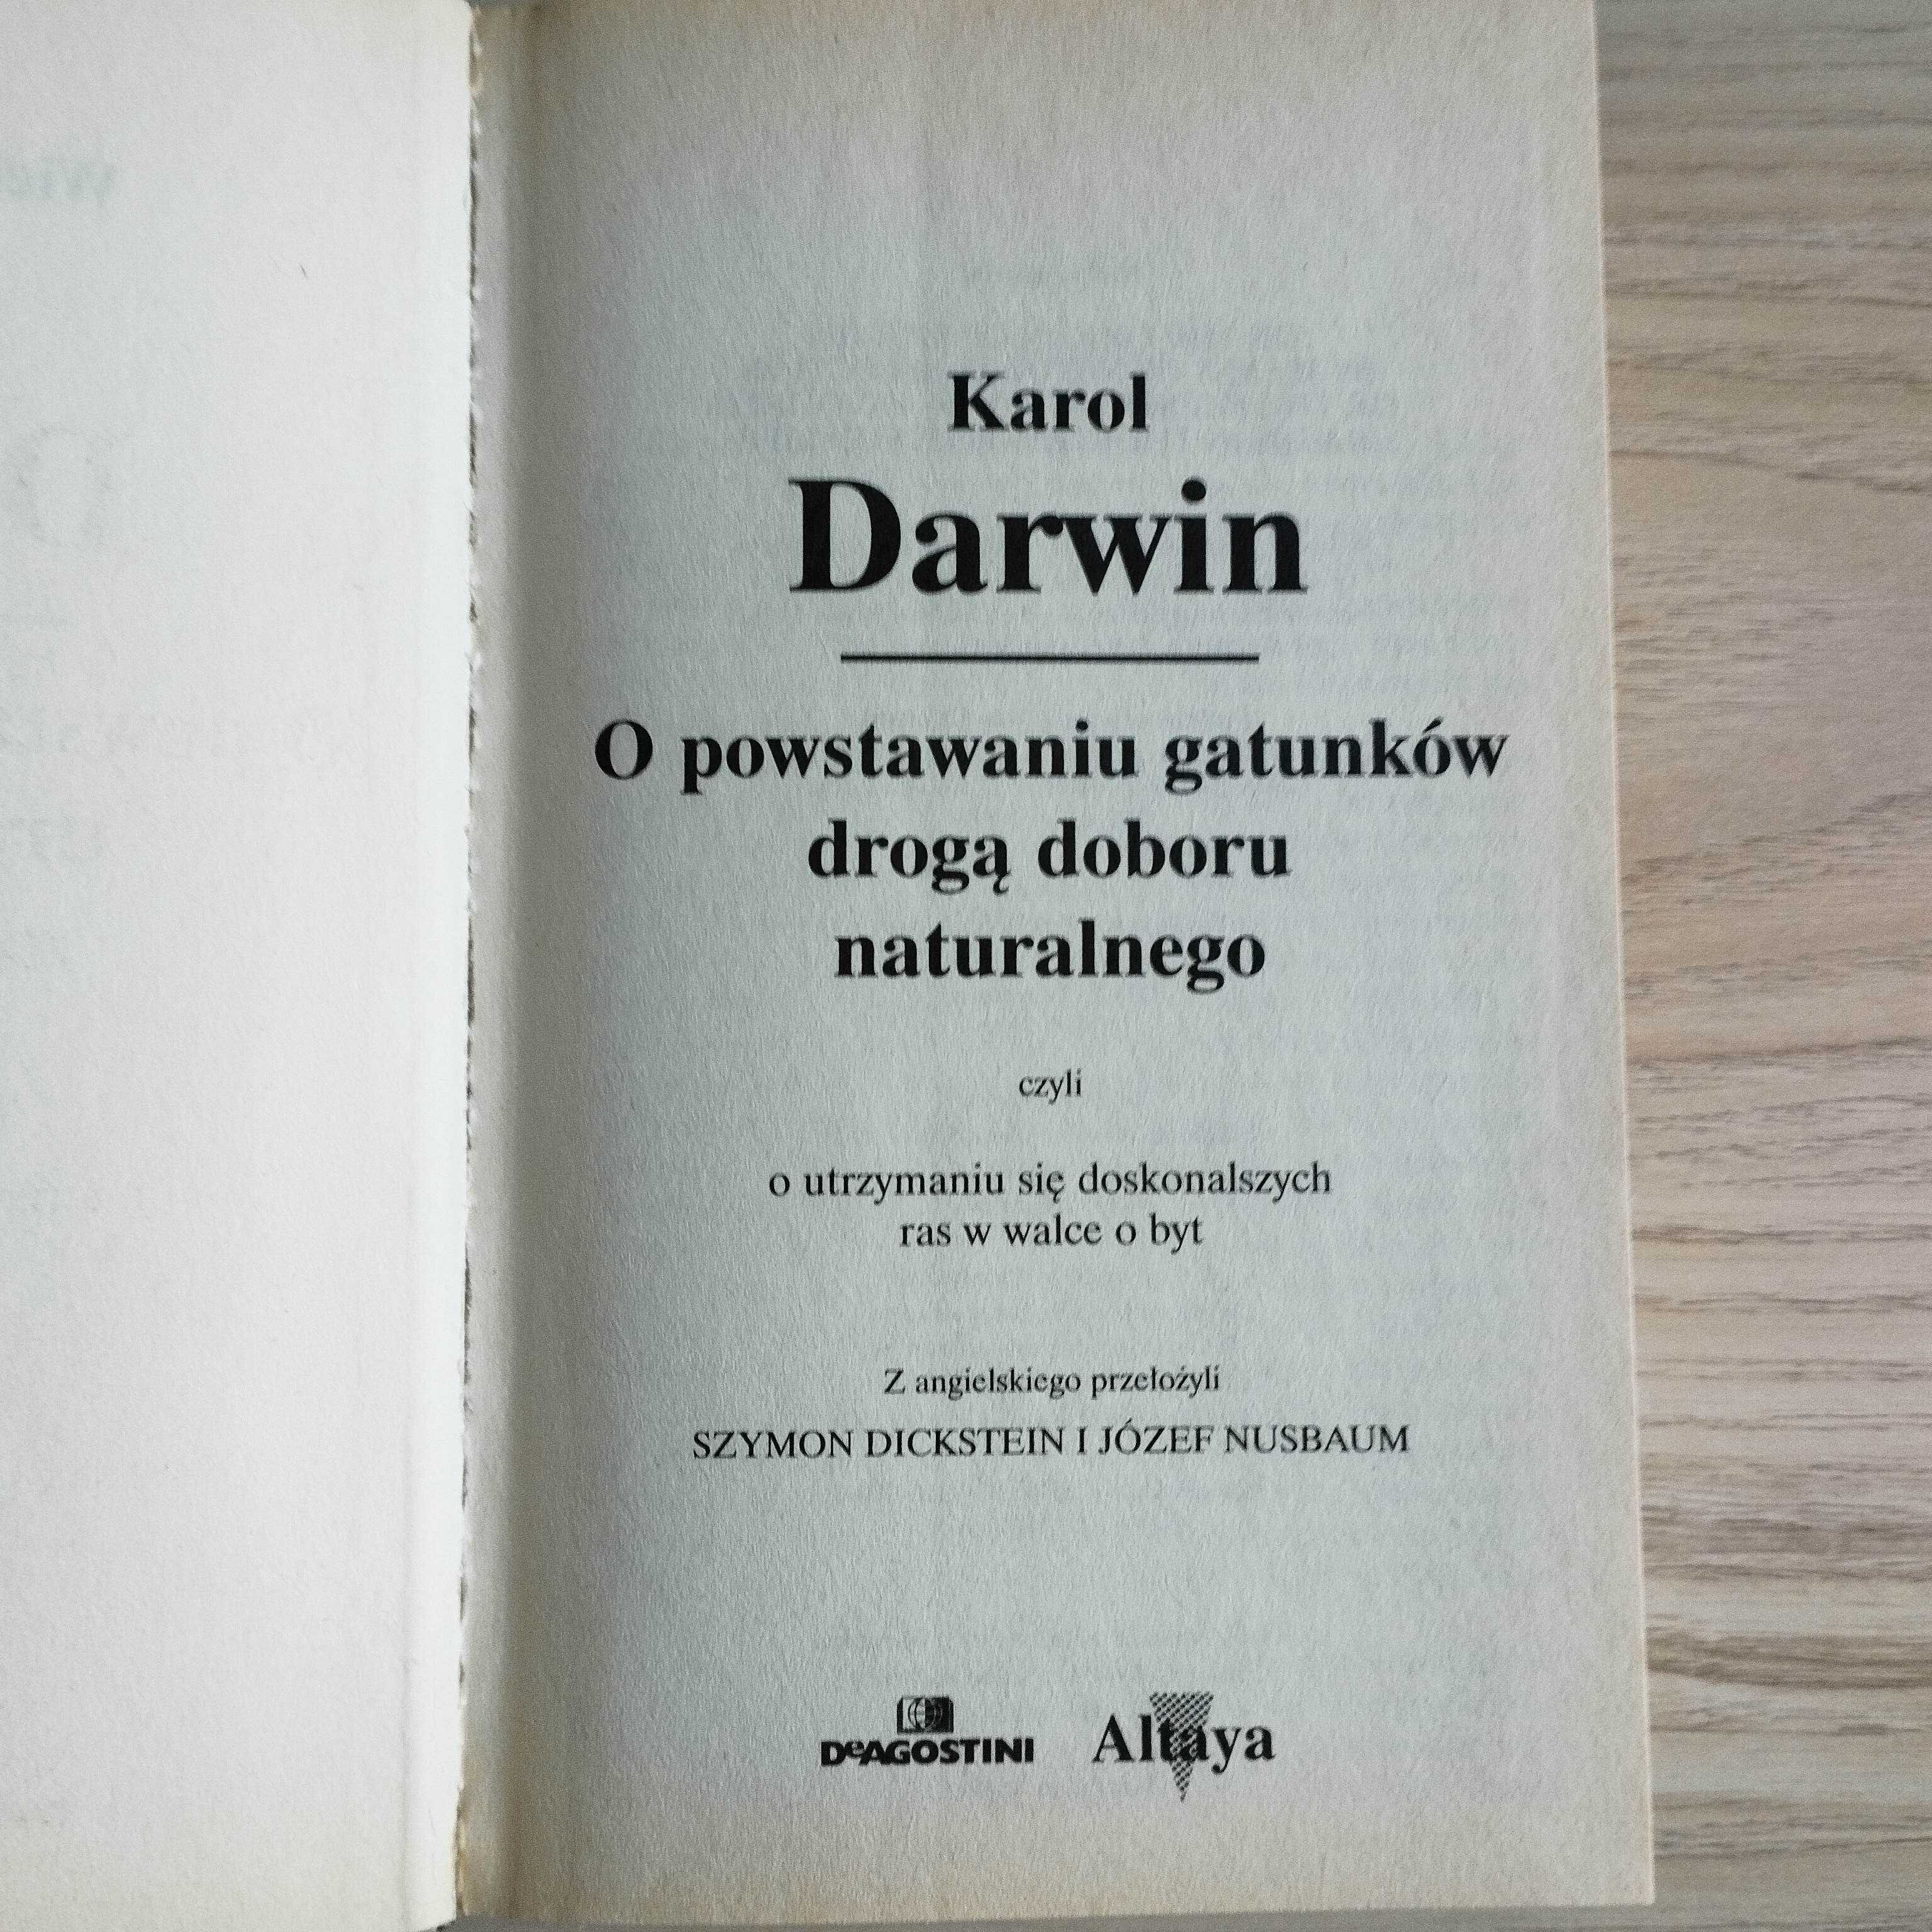 Karol
Darwin
O powstawaniu gatunków
drogą doboru
naturalnego
czyli
o utrzymaniu się doskonalszych
ras w walce o byt
Z angielskiego przełożyli
SZYMON DICKSTEIN I JÓZEF NUSBAUM
DeAGOSTINI Altaya